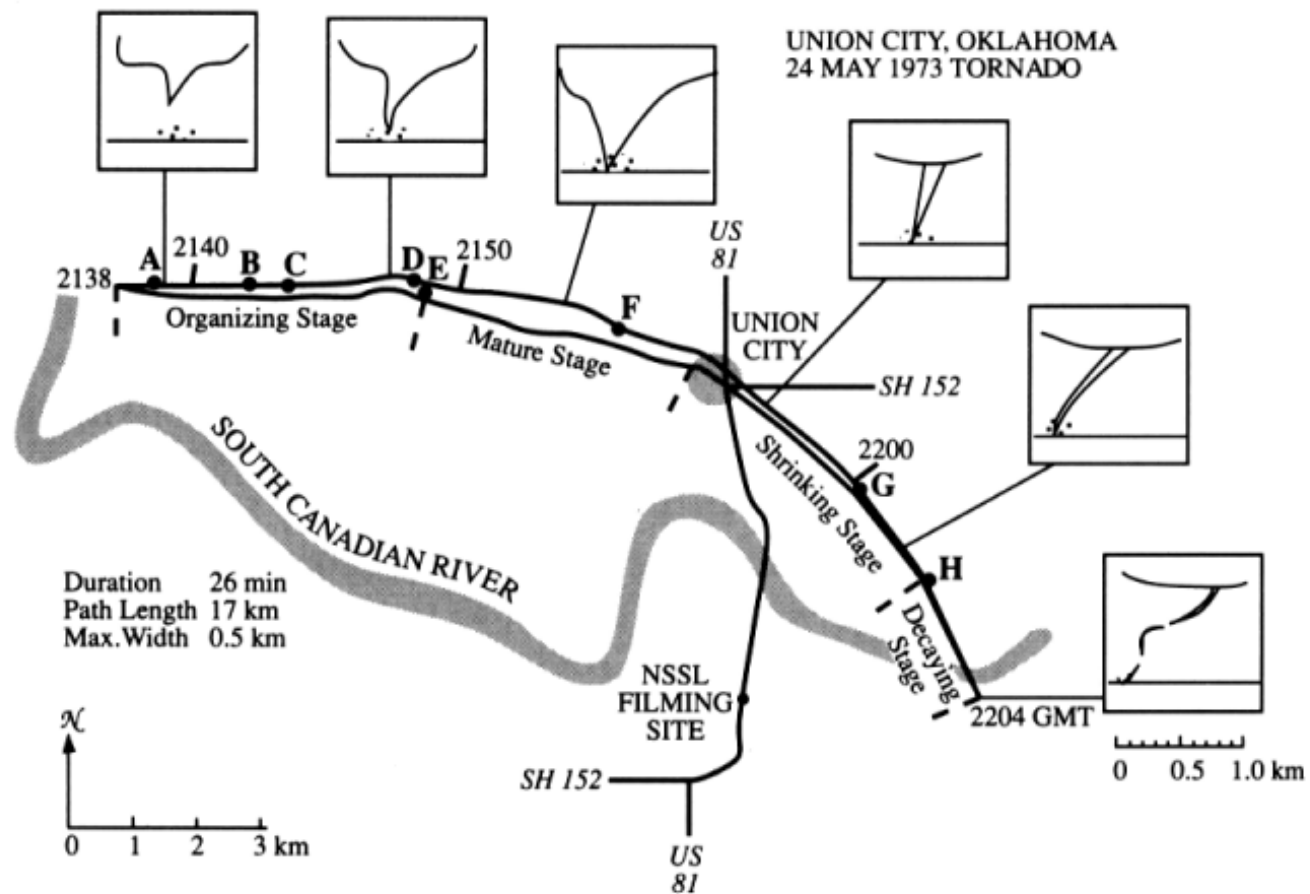 UNION CITY, OKLAHOMA
24 MAY 1973 TORNADO
US
81
2138
A
2140
B
C
D
E
2150
F
Organizing Stage
Mature Stage
UNION
CITY
SH 152
2200
G
Shrinking Stage
H
Decaying
Stage
2204 GMT
SOUTH CANADIAN RIVER
Duration 26 min
Path Length 17 km
Max.Width 0.5 km
NSSL
FILMING
SITE
SH 152
US
81
N
0 1 2 3 km
0 0.5 1.0 km